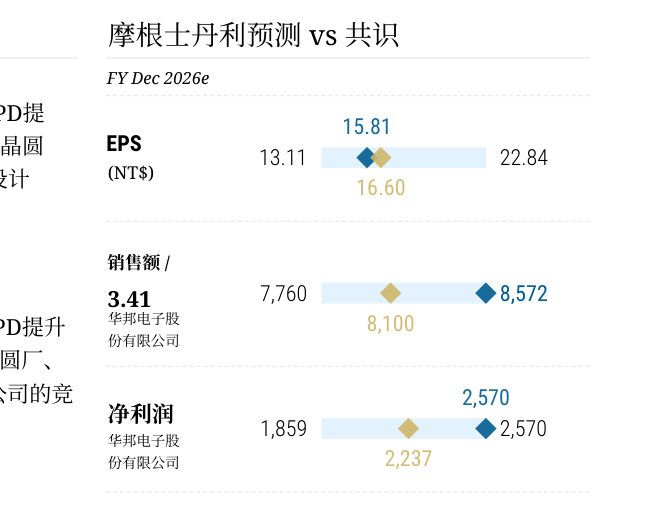 摩根士丹利预测 vs 共识
FY Dec 2026e
PD提
晶圆
设计
PD提升
圆厂、
公司的竞
EPS
(NT$)
15.81
13.11
22.84
16.60
销售额 /
3.41
华邦电子股
份有限公司
7,760
8,572
8,100
净利润
华邦电子股
份有限公司
2,570
1,859
2,570
2,237